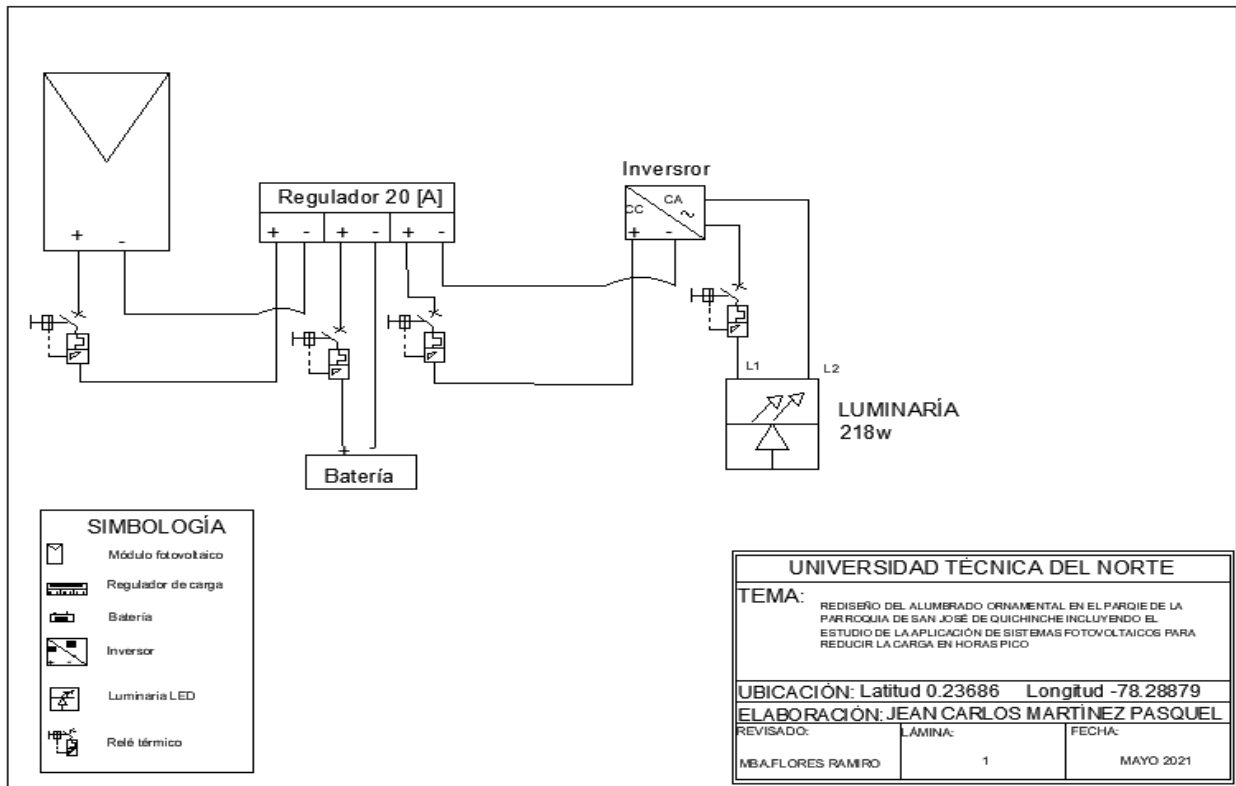 Inversror
CC
CA
~
+ -
+ -
Regulador 20 [A]
+ - + - + -
L1
L2
LUMINARÍA
218w
+ -
Batería
SIMBOLOGÍA
Módulo fotovoltaico
Regulador de carga
Batería
Inversor
Luminaria LED
Relé térmico
UNIVERSIDAD TÉCNICA DEL NORTE
TEMA:
REDISEÑO DEL ALUMBRADO ORNAMENTAL EN EL PARQIE DE LA
PARROQUIA DE SAN JOSÉ DE QUICHINCHE INCLUYENDO EL
ESTUDIO DE LA APLICACIÓN DE SISTEMAS FOTOVOLTAICOS PARA
REDUCIR LA CARGA EN HORAS PICO
UBICACIÓN: Latitud 0.23686 Longitud -78.28879
ELABORACIÓN: JEAN CARLOS MARTÍNEZ PASQUEL
REVISADO:
MBA.FLORES RAMIRO
LÁMINA:
1
FECHA:
MAYO 2021